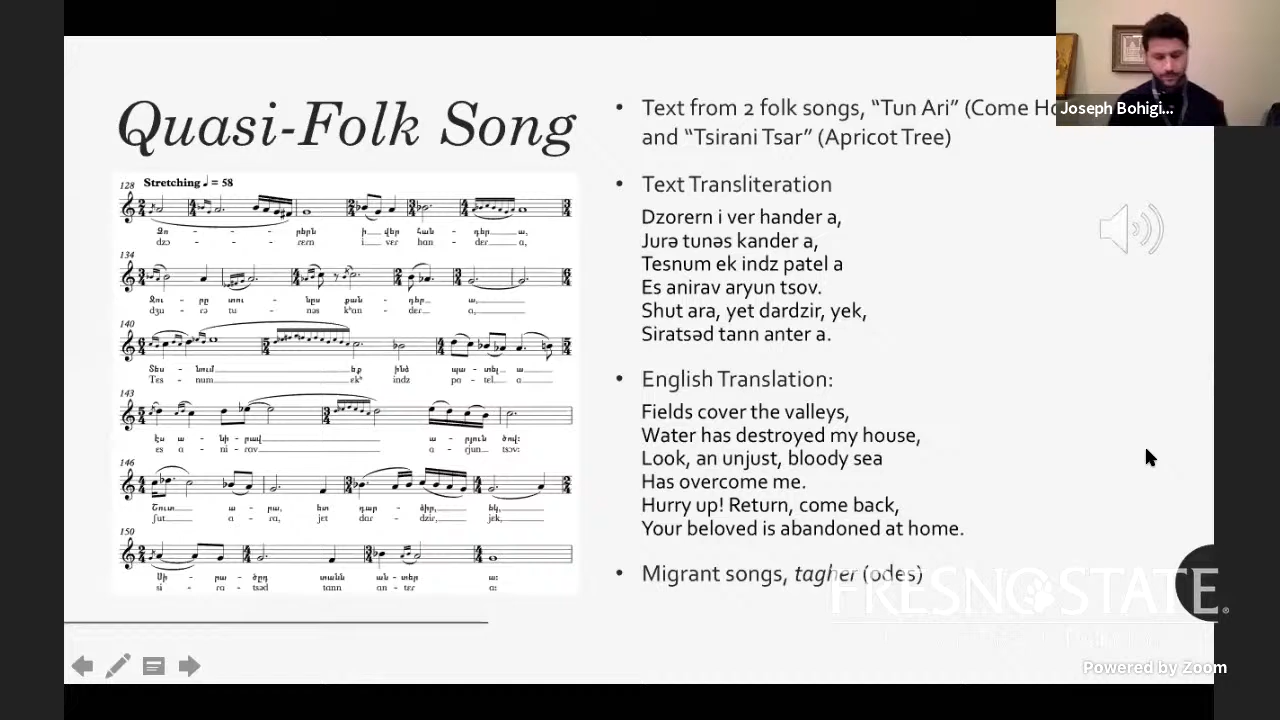 Quasi-Folk Song
128 Stretching ♩ = 58
dzɔ - - - - rern i ver han - der a,
134
dʒu - rə tu - nəs kʰan - der a,
140
Tes - num ekʰ indz pa - tel a
143
es a - ni - rav a - rjun tsɔv:
146
ʃut a - ra, jet dar - dzir, jek,
150
si - ra - tsəd tann an - ter a:
• Text from 2 folk songs, “Tun Ari” (Come Ho
and “Tsirani Tsar” (Apricot Tree)
• Text Transliteration
Dzorern i ver hander a,
Jurə tunəs kander a,
Tesnum ek indz patel a
Es anirav aryun tsov.
Shut ara, yet dardzir, yek,
Siratsəd tann anter a.
• English Translation:
Fields cover the valleys,
Water has destroyed my house,
Look, an unjust, bloody sea
Has overcome me.
Hurry up! Return, come back,
Your beloved is abandoned at home.
• Migrant songs, tagher (odes)
Joseph Bohigi...
FRESNO STATE
Powered by Zoom